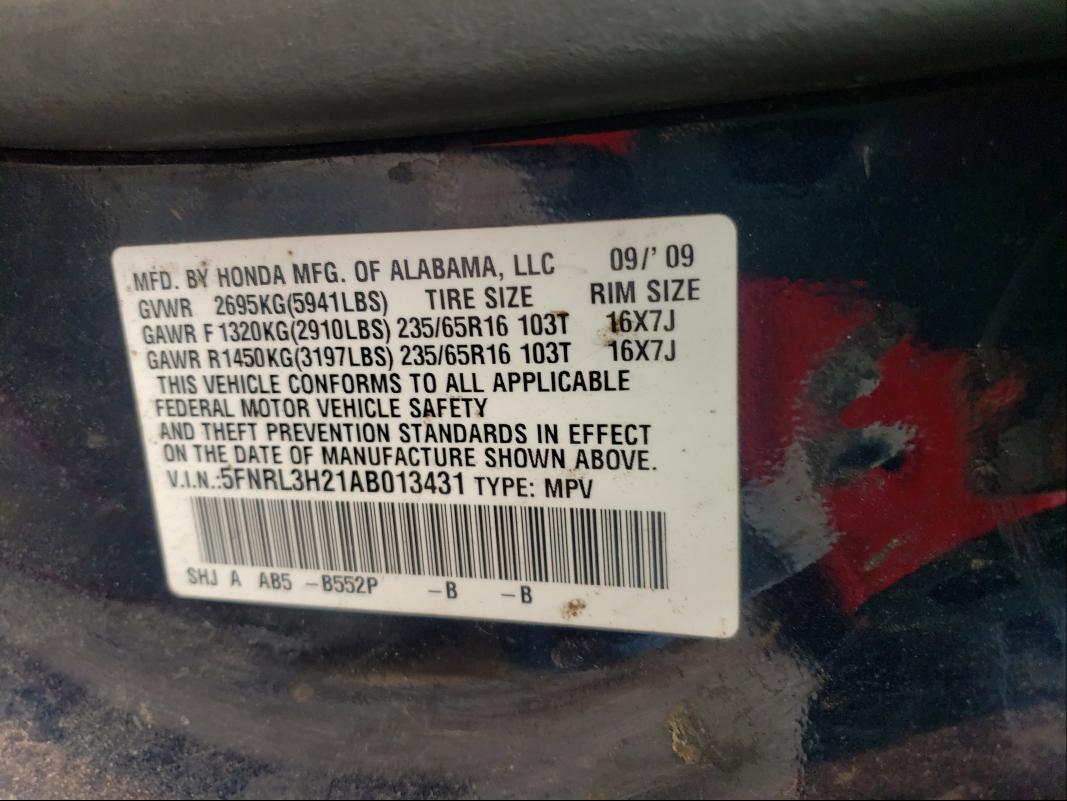 MFD. BY HONDA MFG. OF ALABAMA, LLC 09/' 09
GVWR 2695KG(5941LBS) TIRE SIZE RIM SIZE
GAWR F 1320KG(2910LBS) 235/65R16 103T 16X7J
GAWR R1450KG(3197LBS) 235/65R16 103T 16X7J
THIS VEHICLE CONFORMS TO ALL APPLICABLE
FEDERAL MOTOR VEHICLE SAFETY
AND THEFT PREVENTION STANDARDS IN EFFECT
ON THE DATE OF MANUFACTURE SHOWN ABOVE.
V.I.N.:5FNRL3H21AB013431 TYPE: MPV
SHJ A AB5 -B552P -B -B